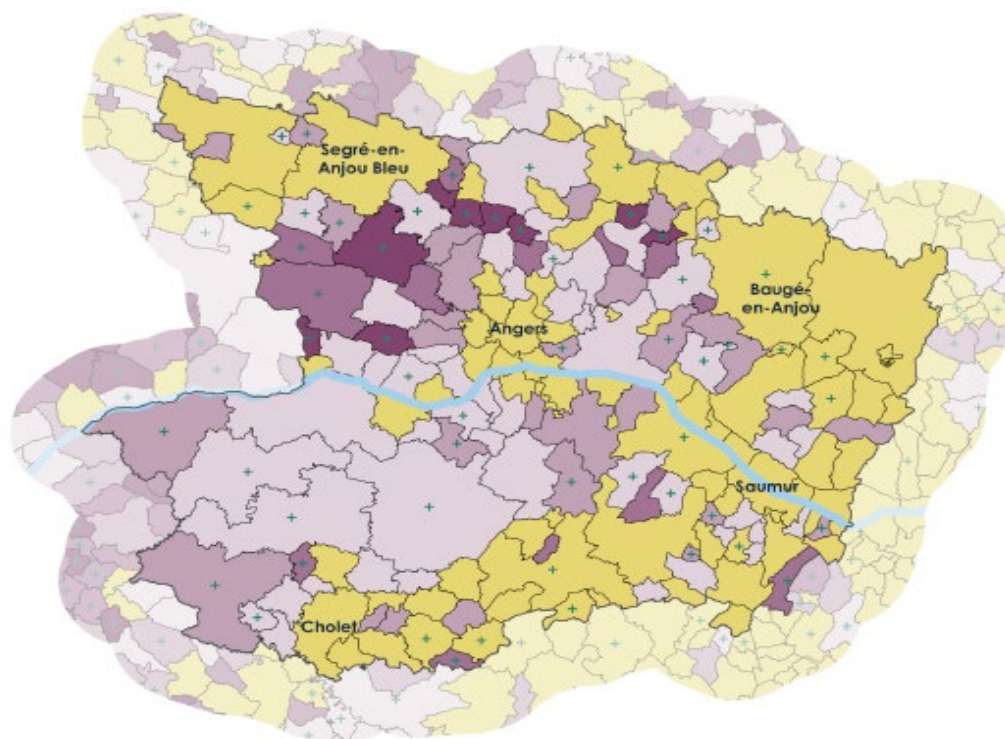 Segré-en-
Anjou Bleu
Baugé-
en-Anjou
Angers
Saumur
Cholet